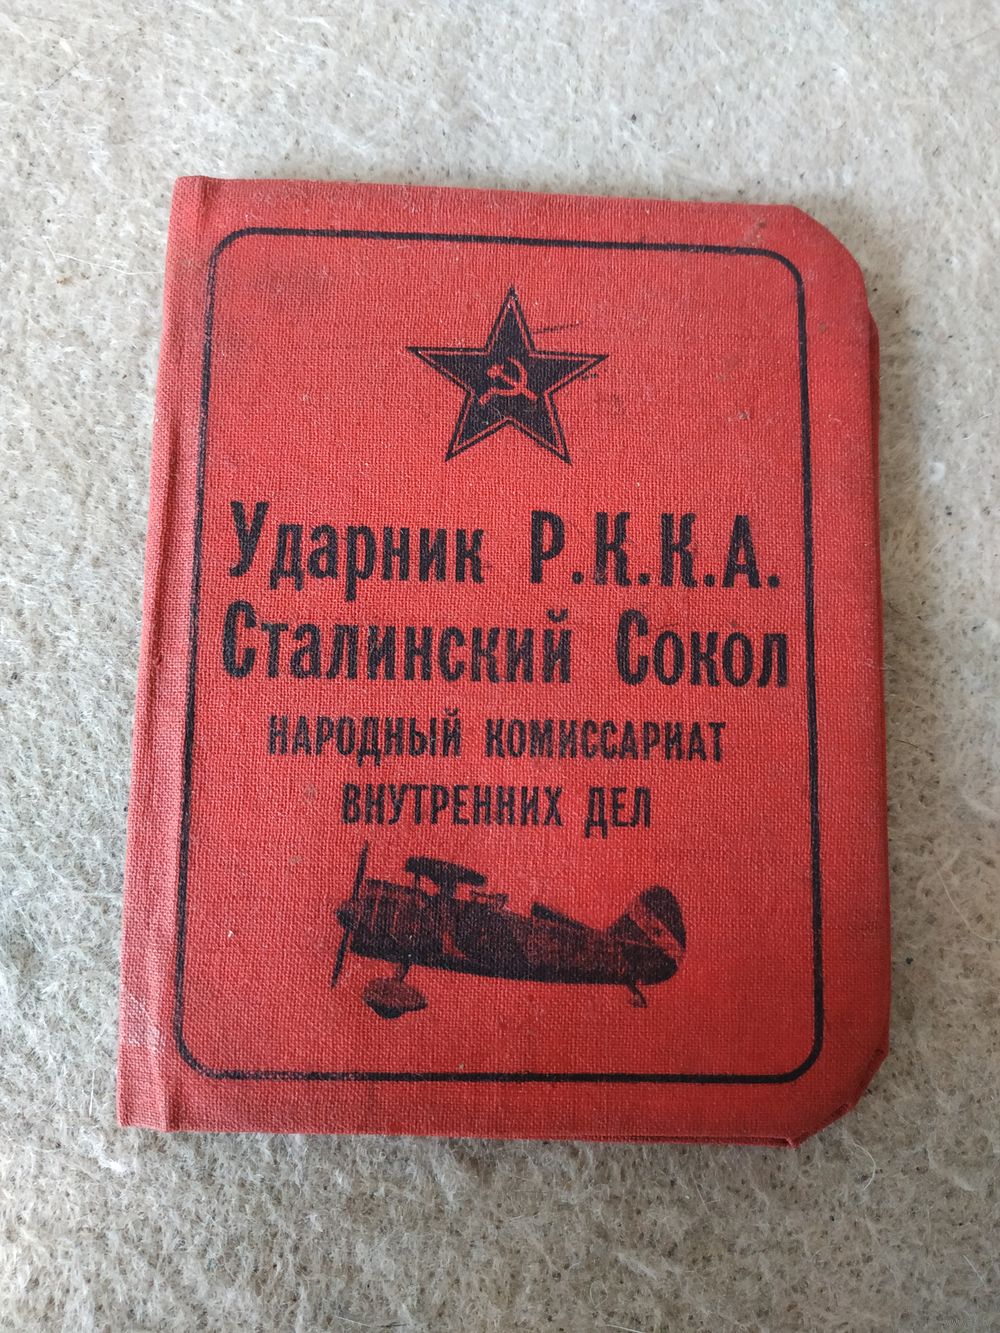 Ударник Р.К.К.А.
Сталинский Сокол
НАРОДНЫЙ КОМИССАРИАТ
ВНУТРЕННИХ ДЕЛ